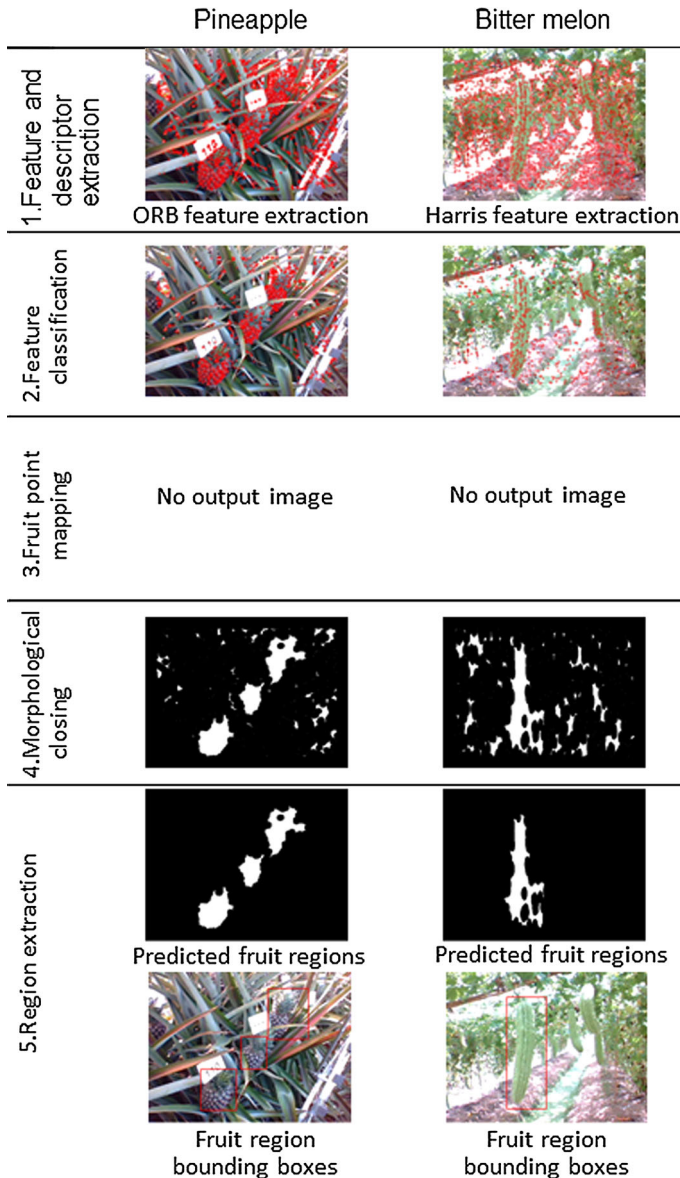 Pineapple
Bitter melon
1.Feature and
descriptor
extraction
ORB feature extraction
Harris feature extraction
2.Feature
classification
3.Fruit point
mapping
No output image
No output image
4.Morphological
closing
5.Region extraction
Predicted fruit regions
Predicted fruit regions
Fruit region
bounding boxes
Fruit region
bounding boxes